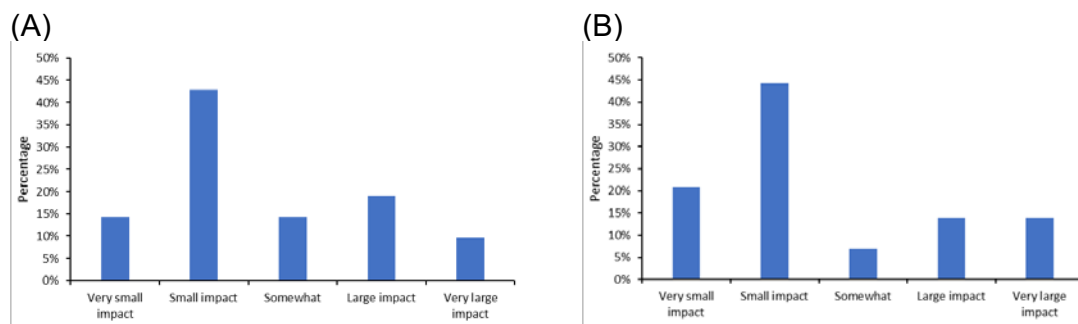 (A)
50%
45%
40%
35%
30%
25%
20%
15%
10%
5%
0%
Percentage
Very small impact
Small impact
Somewhat
Large impact
Very large impact
(B)
50%
45%
40%
35%
30%
25%
20%
15%
10%
5%
0%
Percentage
Very small impact
Small impact
Somewhat
Large impact
Very large impact